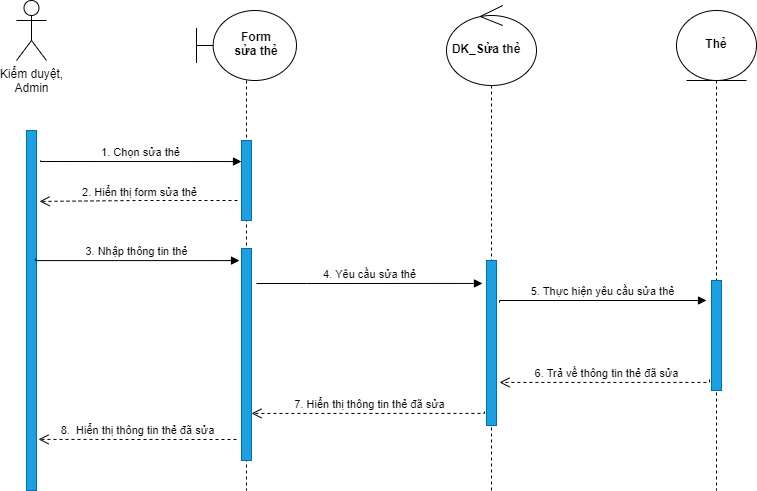 Form
sửa thẻ
DK_Sửa thẻ
Thẻ
Kiểm duyệt,
Admin
1. Chọn sửa thẻ
2. Hiển thị form sửa thẻ
3. Nhập thông tin thẻ
4. Yêu cầu sửa thẻ
5. Thực hiện yêu cầu sửa thẻ
6. Trả về thông tin thẻ đã sửa
7. Hiển thị thông tin thẻ đã sửa
8. Hiển thị thông tin thẻ đã sửa